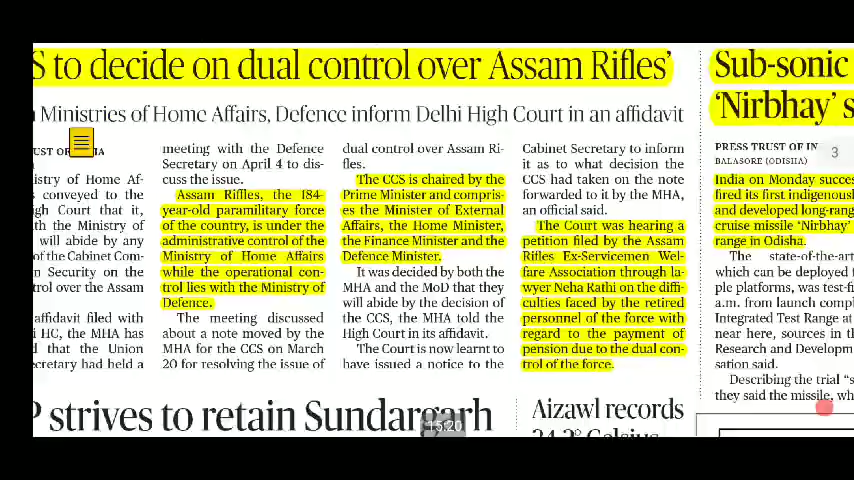 S to decide on dual control over Assam Rifles’
Ministries of Home Affairs, Defence inform Delhi High Court in an affidavit
UST OF IA
istry of Home Af-
conveyed to the
igh Court that it,
th the Ministry of
will abide by any
of the Cabinet Com-
n Security on the
trol over the Assam
affidavit filed with
i HC, the MHA has
d that the Union
ecretary had held a
meeting with the Defence
Secretary on April 4 to dis-
cuss the issue.
Assam Riffles, the 184-
year-old paramilitary force
of the country, is under the
administrative control of the
Ministry of Home Affairs
while the operational con-
trol lies with the Ministry of
Defence.
The meeting discussed
about a note moved by the
MHA for the CCS on March
20 for resolving the issue of
dual control over Assam Ri-
fles.
The CCS is chaired by the
Prime Minister and compris-
es the Minister of External
Affairs, the Home Minister,
the Finance Minister and the
Defence Minister.
It was decided by both the
MHA and the MoD that they
will abide by the decision of
the CCS, the MHA told the
High Court in its affidavit.
The Court is now learnt to
have issued a notice to the
Cabinet Secretary to inform
it as to what decision the
CCS had taken on the note
forwarded to it by the MHA,
an official said.
The Court was hearing a
petition filed by the Assam
Rifles Ex-Servicemen Wel-
fare Association through la-
wyer Neha Rathi on the diffi-
culties faced by the retired
personnel of the force with
regard to the payment of
pension due to the dual con-
trol of the force.
Sub-sonic
‘Nirbhay’ s
PRESS TRUST OF IN
3
BALASORE (ODISHA)
India on Monday succes
fired its first indigenous
and developed long-rang
cruise missile ‘Nirbhay’
range in Odisha.
The state-of-the-art
which can be deployed f
ple platforms, was test-fi
a.m. from launch compl
Integrated Test Range at
near here, sources in th
Research and Developm
sation said.
Describing the trial “s
they said the missile, wh
P strives to retain Sundargarh
15:20
Aizawl records
34.2° Celsius